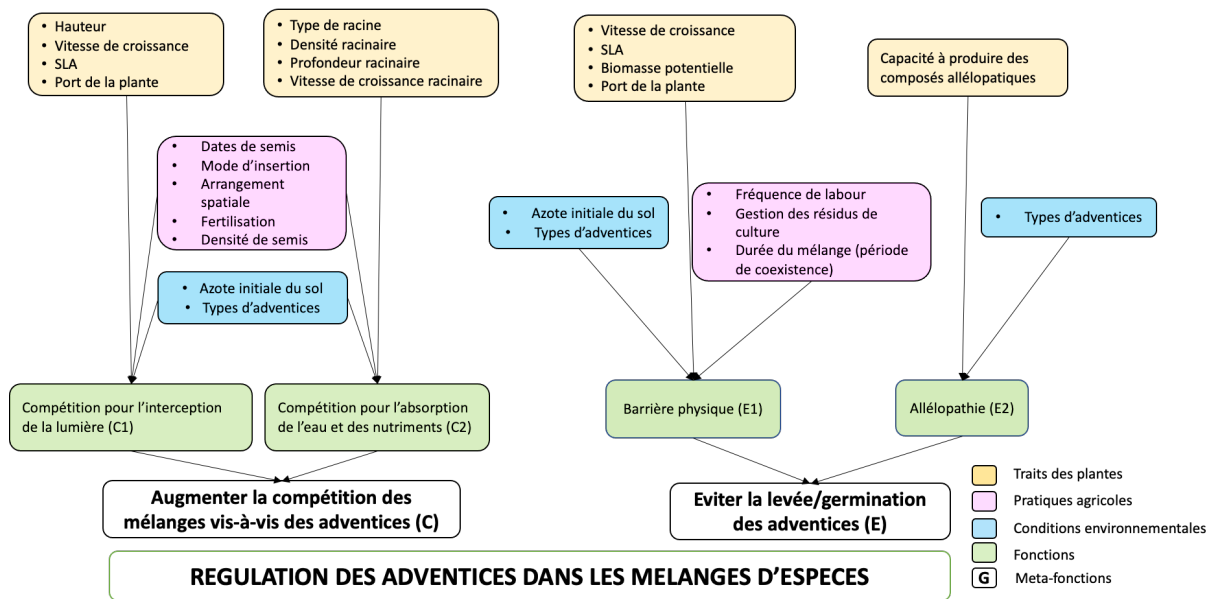 • Hauteur
• Vitesse de croissance
• SLA
• Port de la plante
• Type de racine
• Densité racinaire
• Profondeur racinaire
• Vitesse de croissance racinaire
• Vitesse de croissance
• SLA
• Biomasse potentielle
• Port de la plante
Capacité à produire des
composés allélopatiques
• Dates de semis
• Mode d'insertion
• Arrangement
spatiale
• Fertilisation
• Densité de semis
• Azote initiale du sol
• Types d'adventices
• Azote initiale du sol
• Types d'adventices
• Fréquence de labour
• Gestion des résidus de
culture
• Durée du mélange (période
de coexistence)
• Types d'adventices
Compétition pour l'interception
de la lumière (C1)
Compétition pour l'absorption
de l'eau et des nutriments (C2)
Barrière physique (E1)
Allélopathie (E2)
Augmenter la compétition des
mélanges vis-à-vis des adventices (C)
Eviter la levée/germination
des adventices (E)
Traits des plantes
Pratiques agricoles
Conditions environnementales
Fonctions
G Meta-fonctions
REGULATION DES ADVENTICES DANS LES MELANGES D'ESPECES